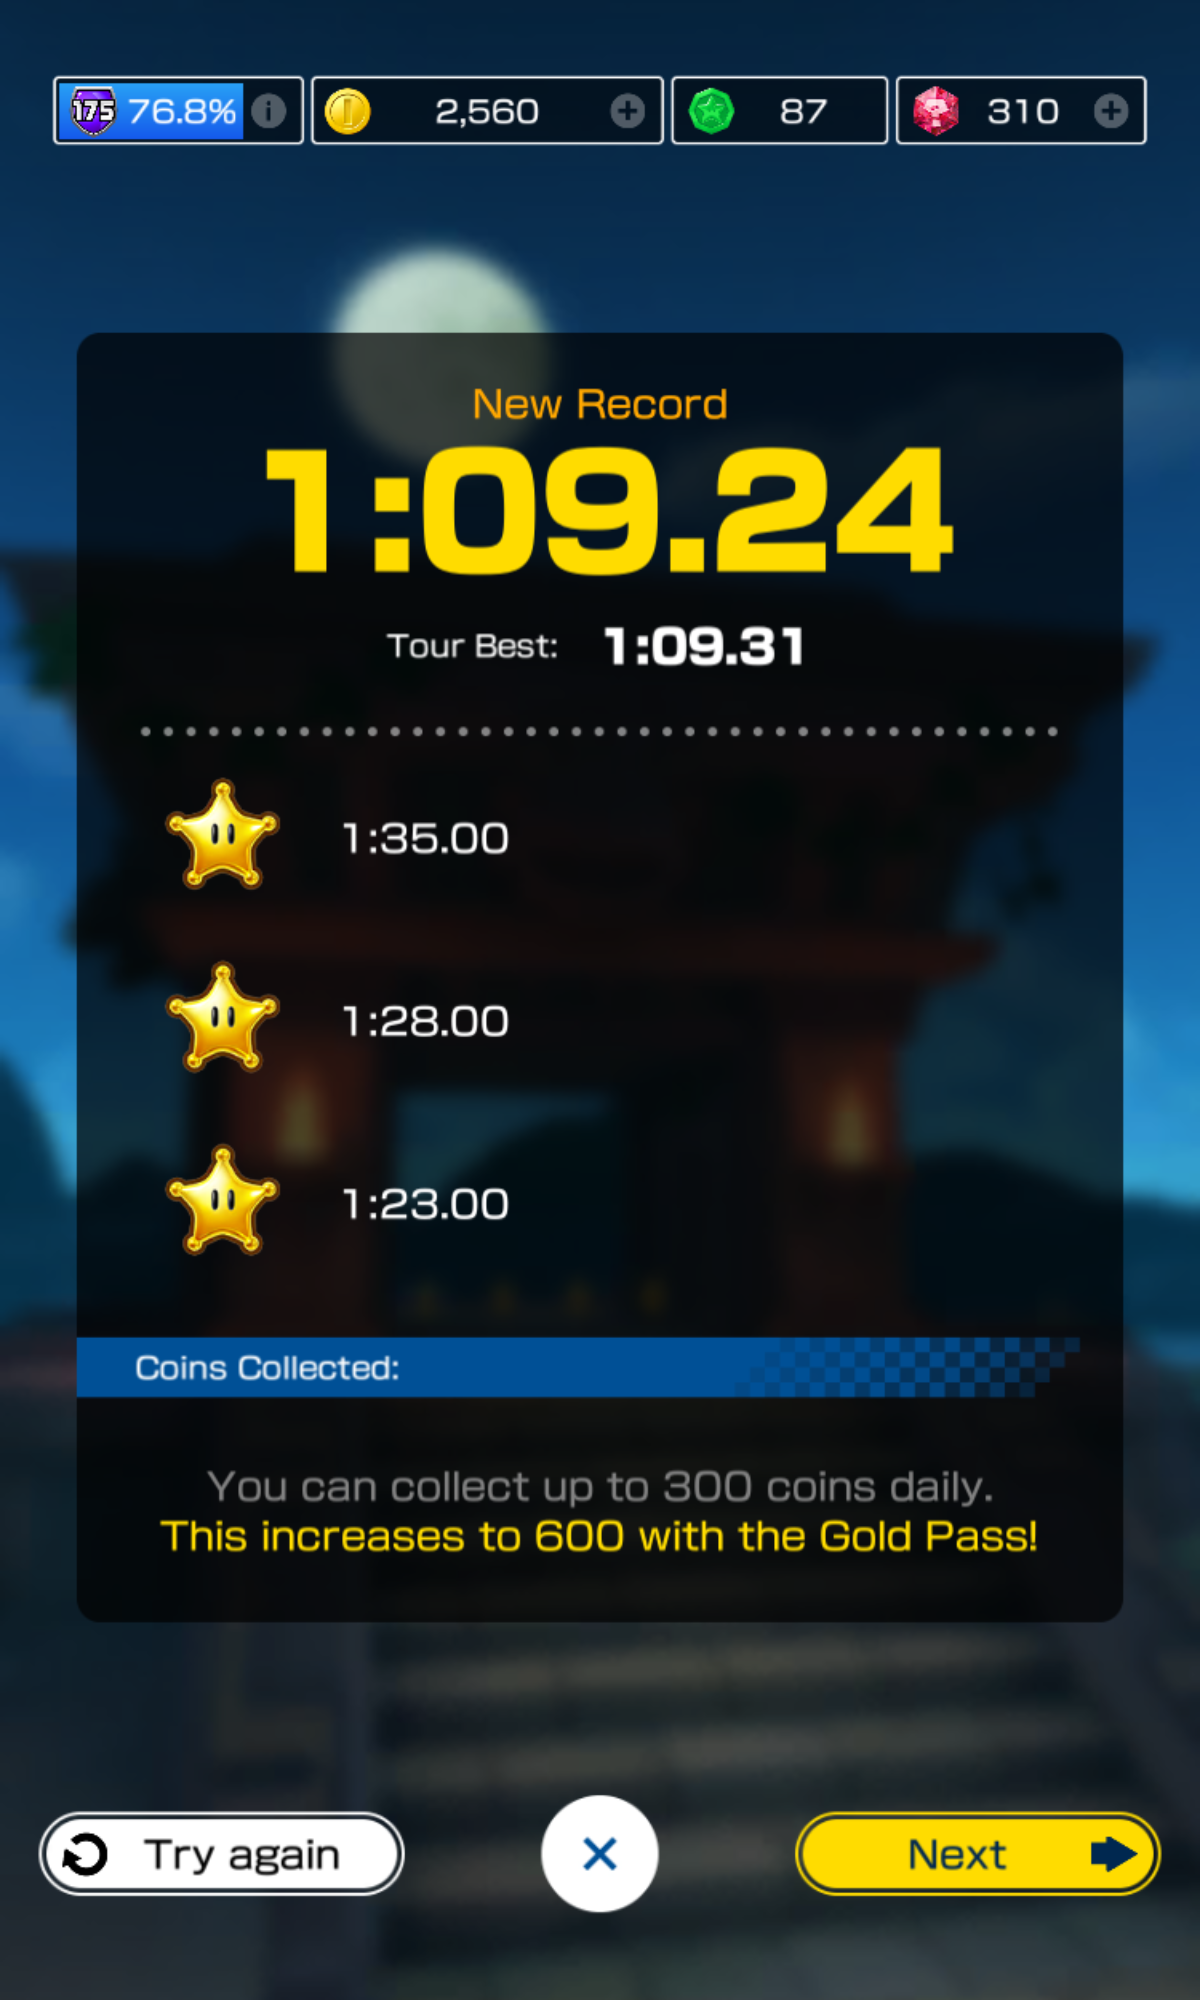 175 76.8% i 2,560 + 87 310 +
New Record
1:09.24
Tour Best: 1:09.31
1:35.00
1:28.00
1:23.00
Coins Collected:
You can collect up to 300 coins daily.
This increases to 600 with the Gold Pass!
Try again
Next